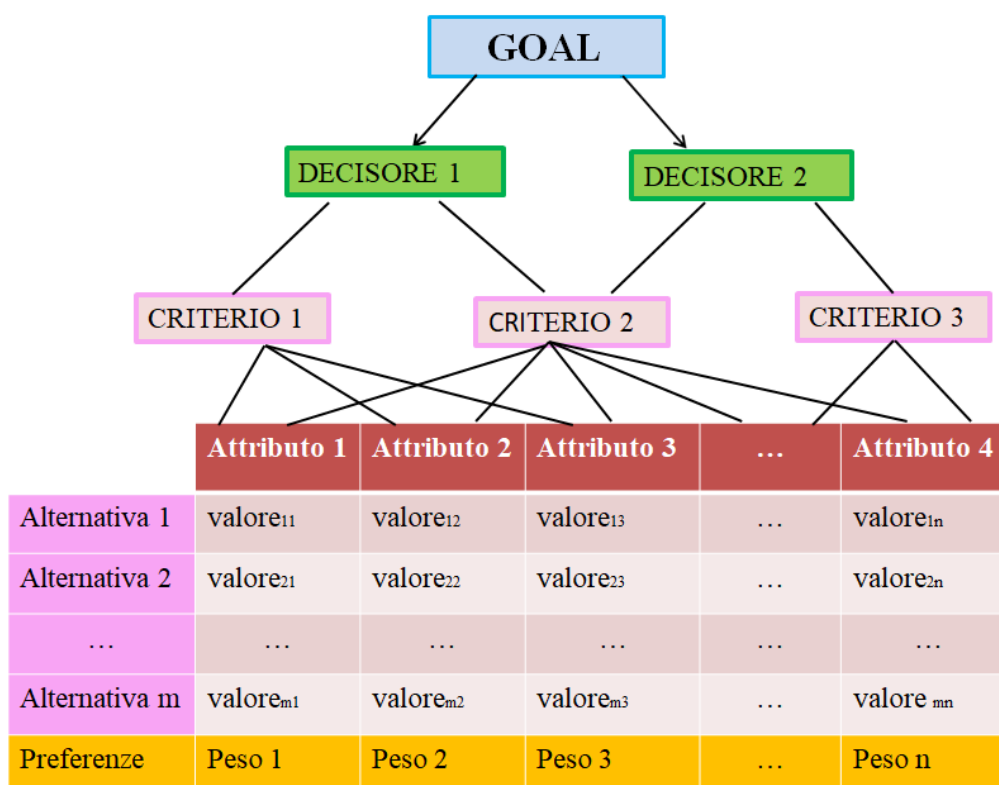 GOAL
DECISORE 1
DECISORE 2
CRITERIO 1
CRITERIO 2
CRITERIO 3
Attributo 1 Attributo 2 Attributo 3 … Attributo 4
Alternativa 1 valore11 valore12 valore13 … valore1n
Alternativa 2 valore21 valore22 valore23 … valore2n
… … … … … …
Alternativa m valorem1 valorem2 valorem3 … valore mn
Preferenze Peso 1 Peso 2 Peso 3 … Peso n